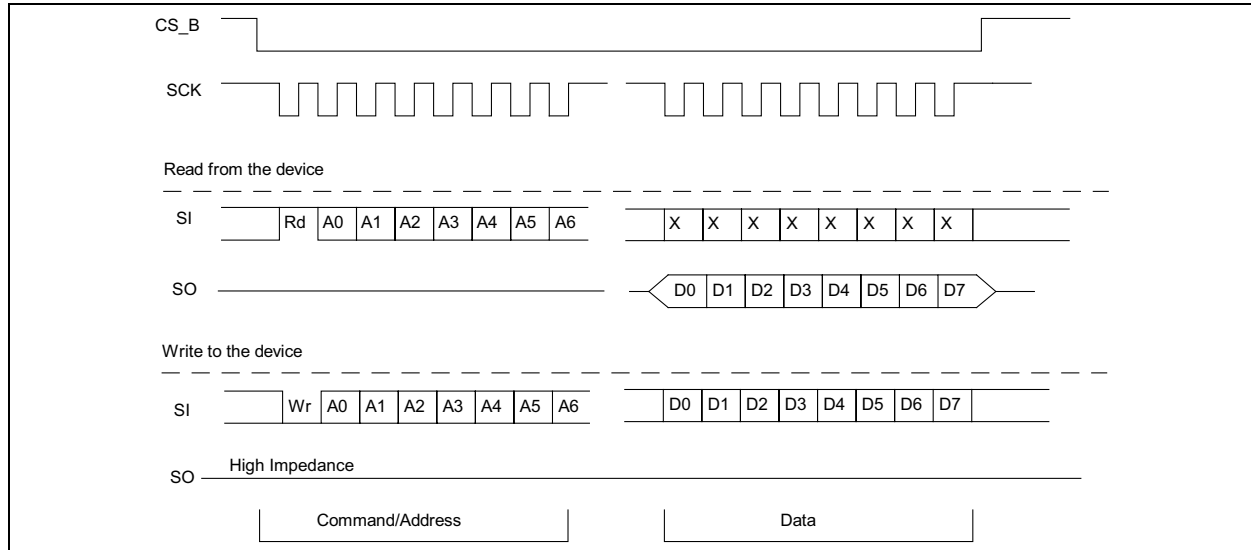 CS_B
SCK
Read from the device
SI Rd A0 A1 A2 A3 A4 A5 A6 X X X X X X X X
SO D0 D1 D2 D3 D4 D5 D6 D7
Write to the device
SI Wr A0 A1 A2 A3 A4 A5 A6 D0 D1 D2 D3 D4 D5 D6 D7
SO High Impedance
Command/Address Data